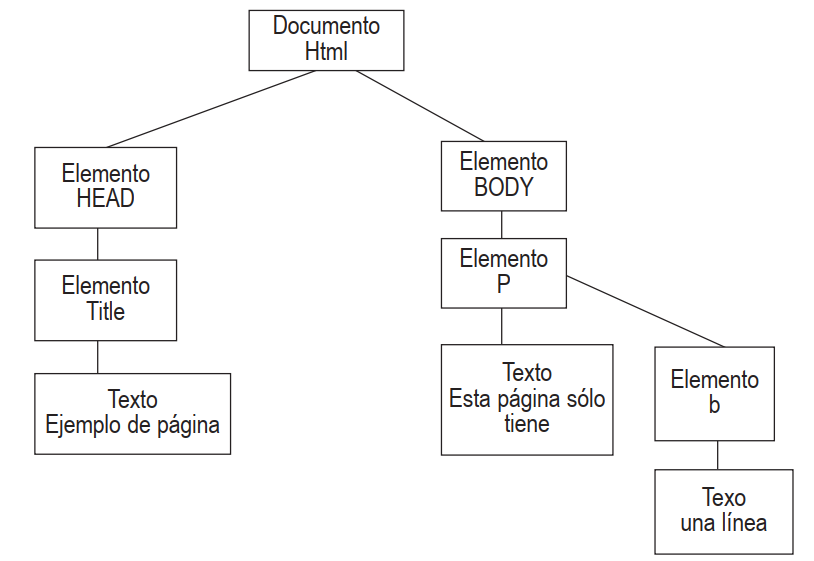 Documento
Html
Elemento
HEAD
Elemento
BODY
Elemento
Title
Elemento
P
Texto
Ejemplo de página
Texto
Esta página sólo
tiene
Elemento
b
Texo
una línea